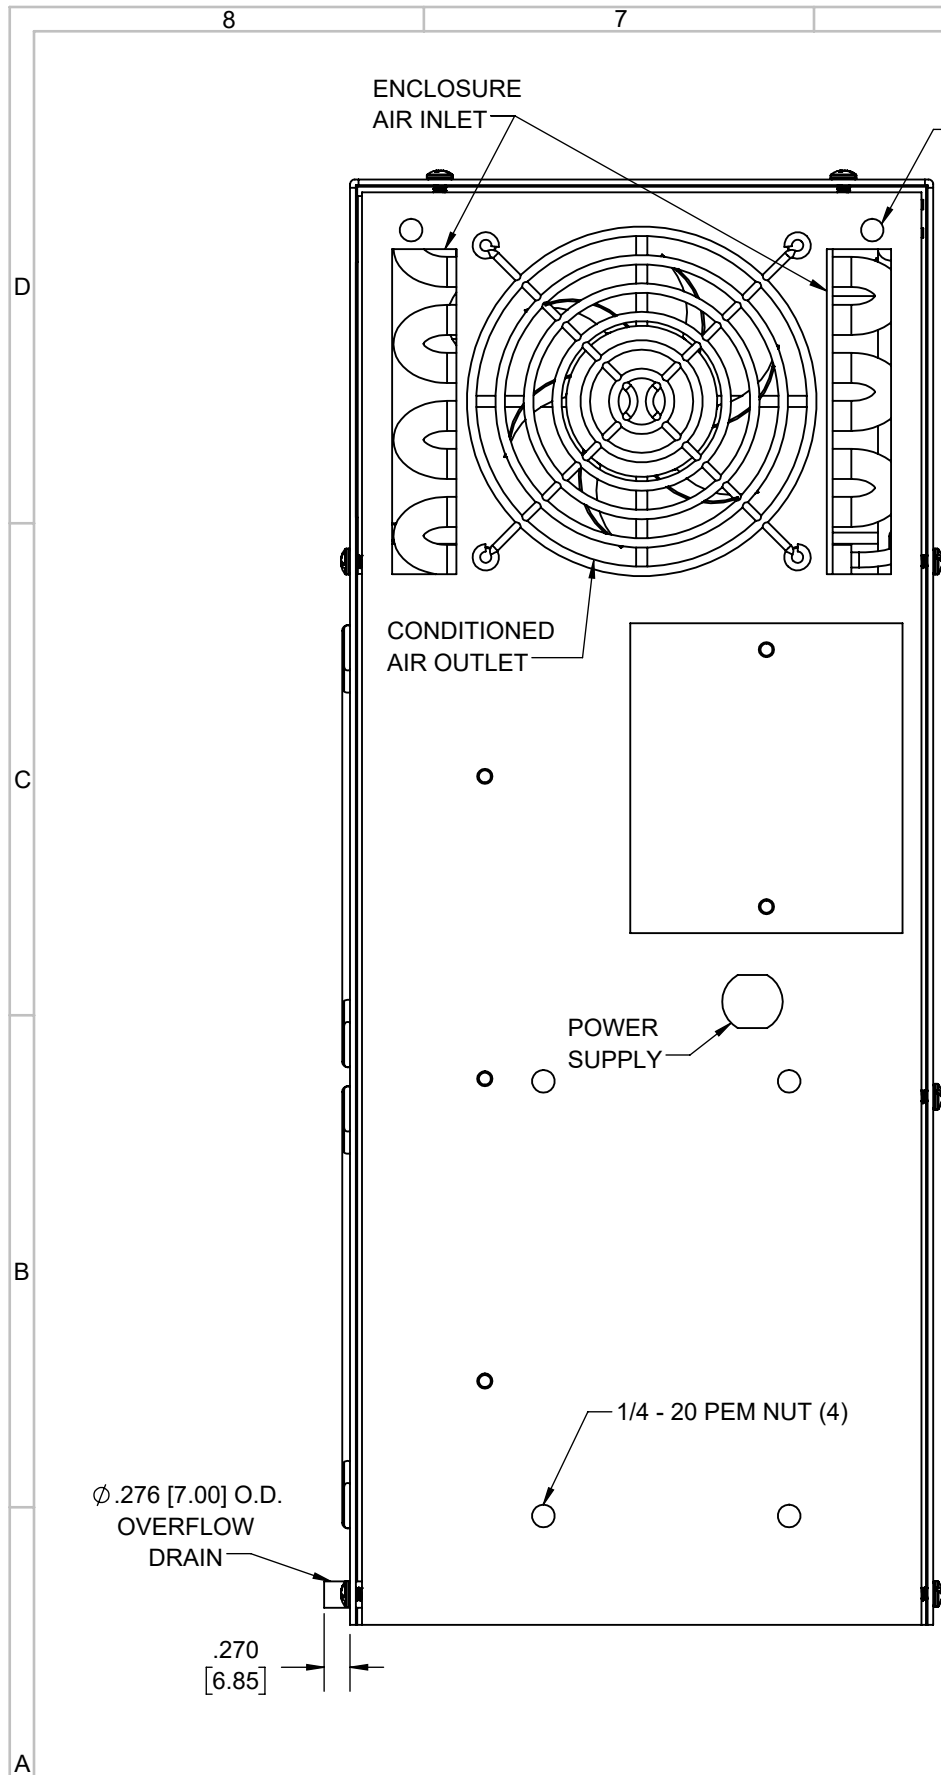 8
7
ENCLOSURE
AIR INLET
D
CONDITIONED
AIR OUTLET
C
POWER
SUPPLY
B
1/4 - 20 PEM NUT (4)
∅.276 [7.00] O.D.
OVERFLOW
DRAIN
.270
[6.85]
A